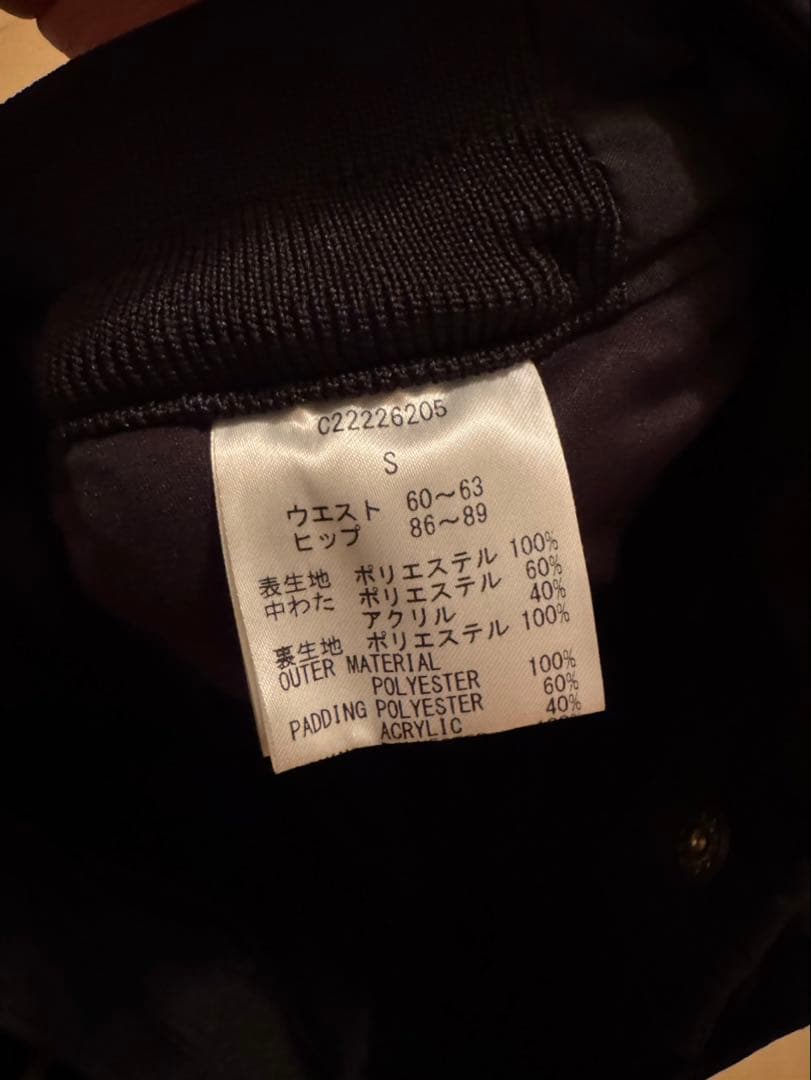 C22226205
S
ウエスト 60～63
ヒップ 86～89
表生地 ポリエステル 100%
中わた ポリエステル 60%
アクリル 40%
裏生地 ポリエステル 100%
OUTER MATERIAL
POLYESTER 100%
PADDING POLYESTER 60%
ACRYLIC 40%